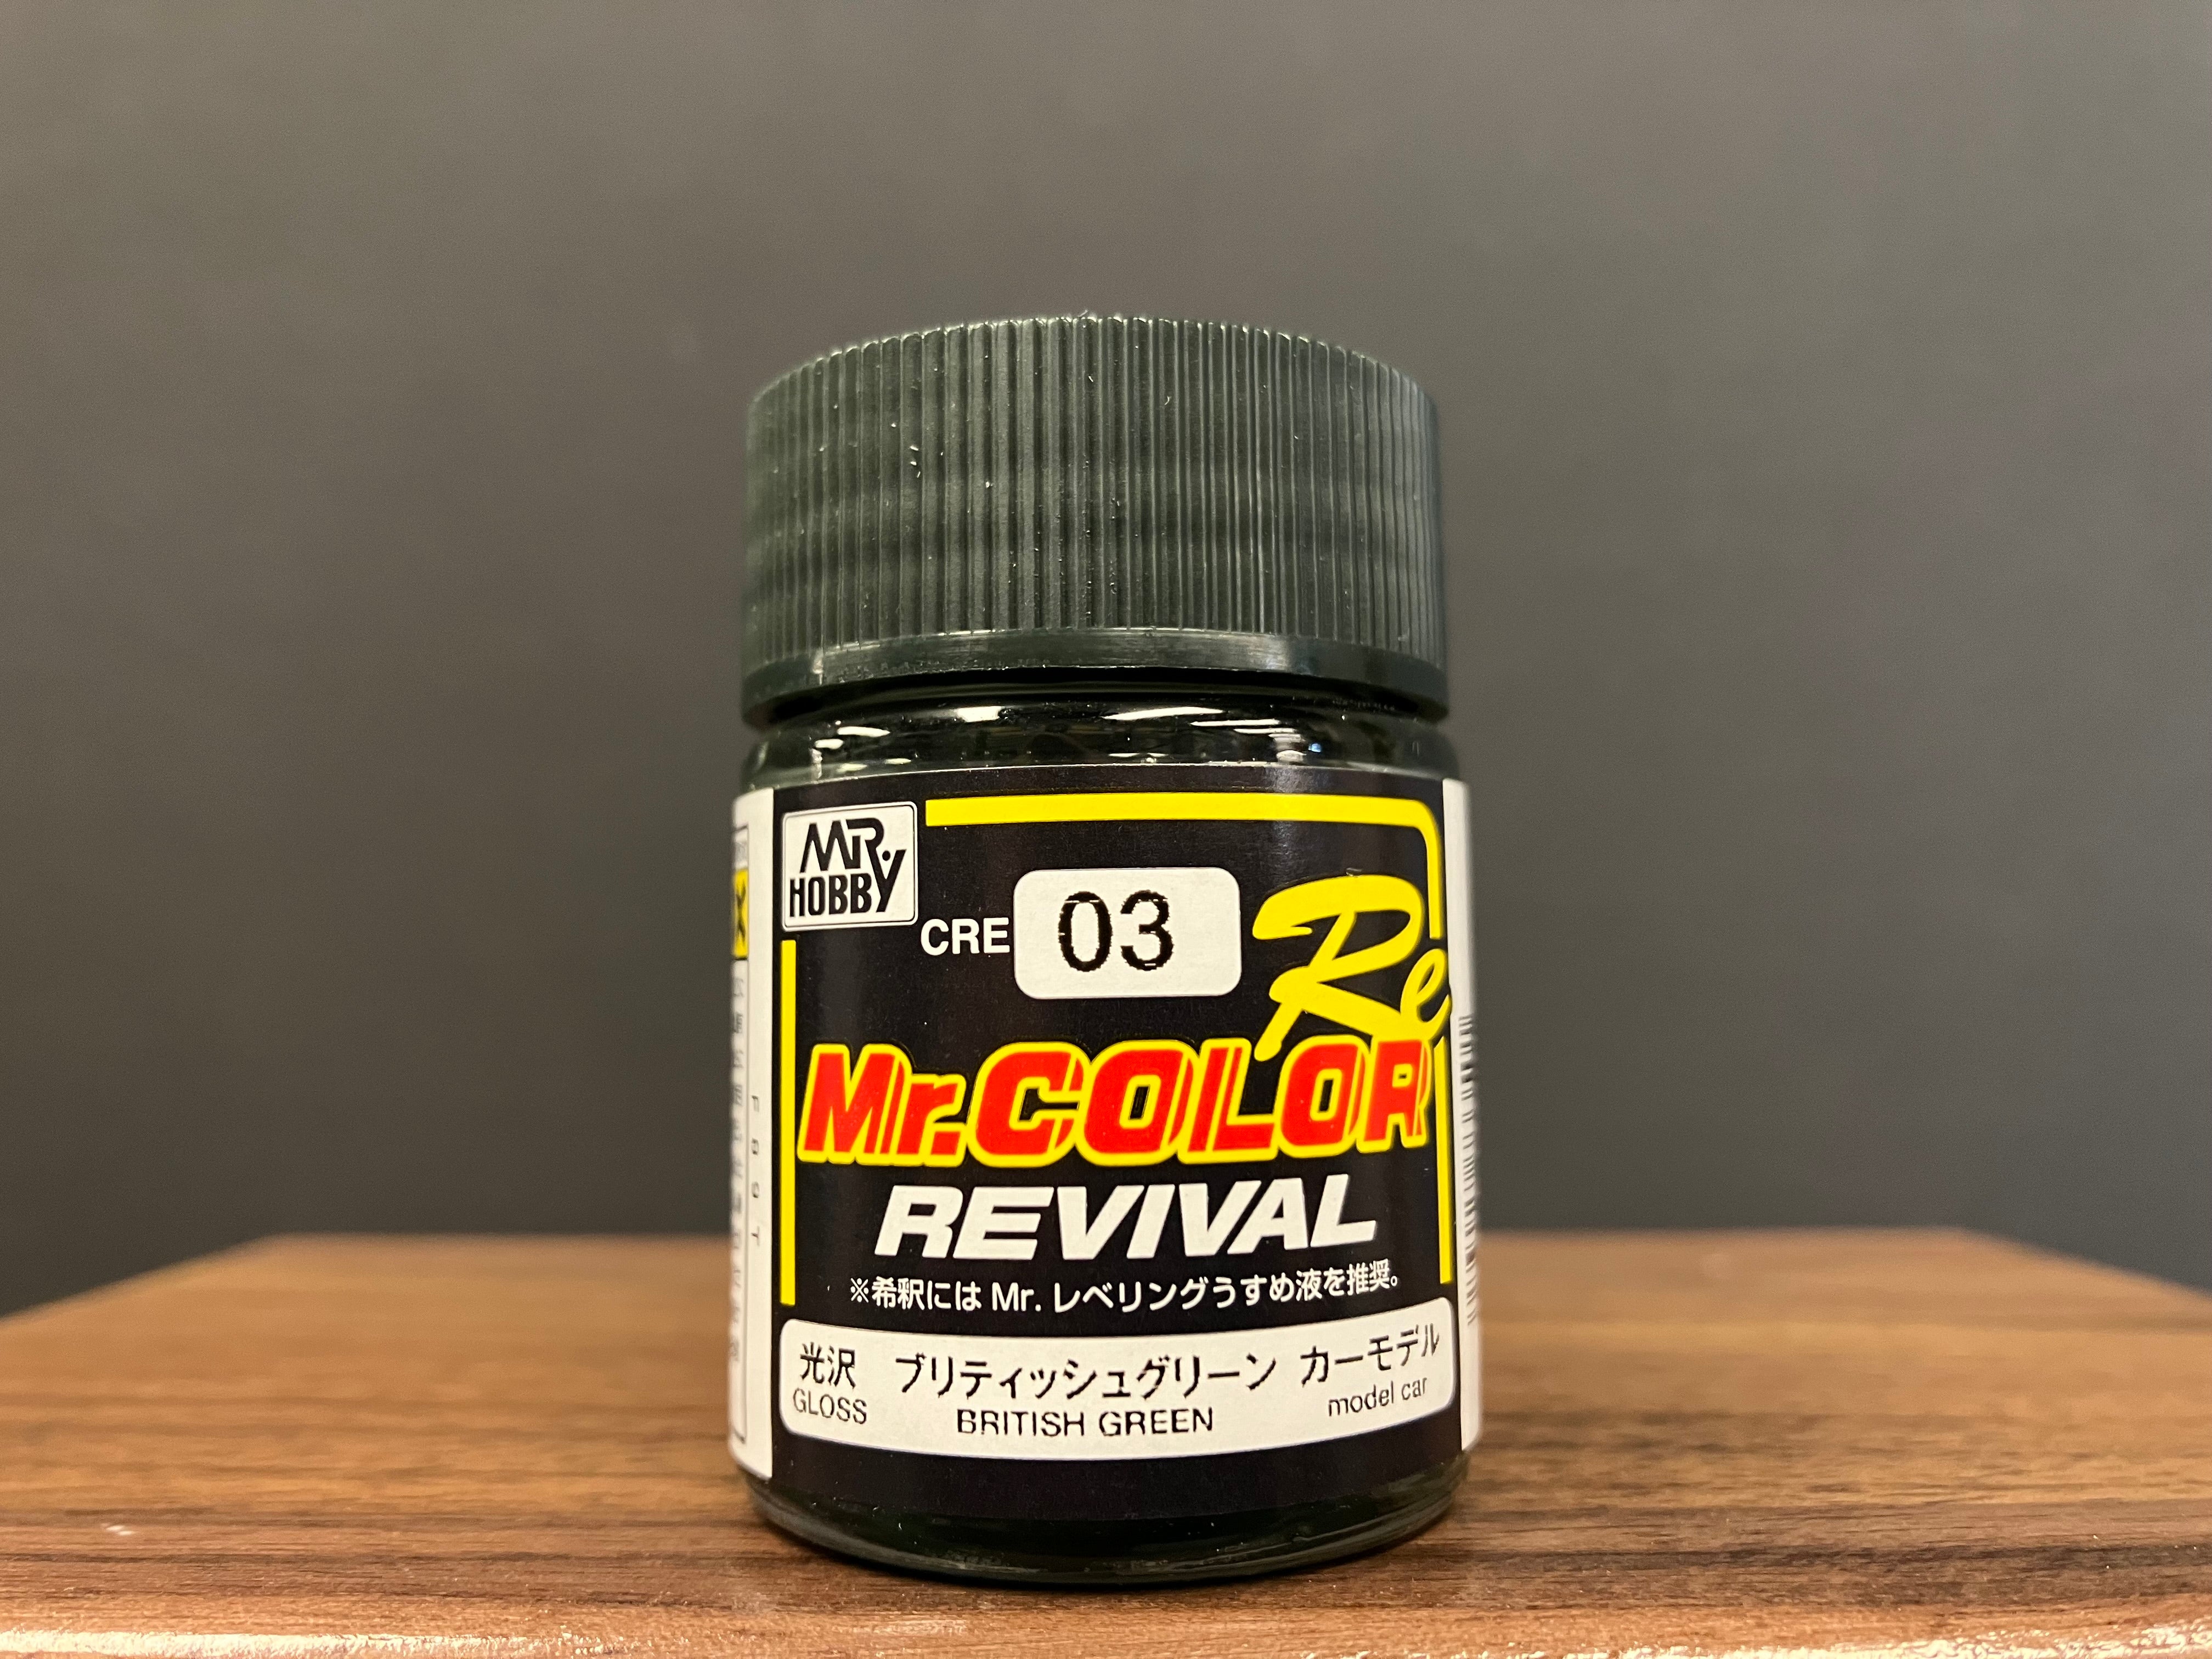 MR. HOBBY
CRE 03
Re
Mr.COLOR
REVIVAL
※希釈には Mr. レベリングうすめ液を推奨。
光沢 ブリティッシュグリーン カーモデル
GLOSS BRITISH GREEN model car